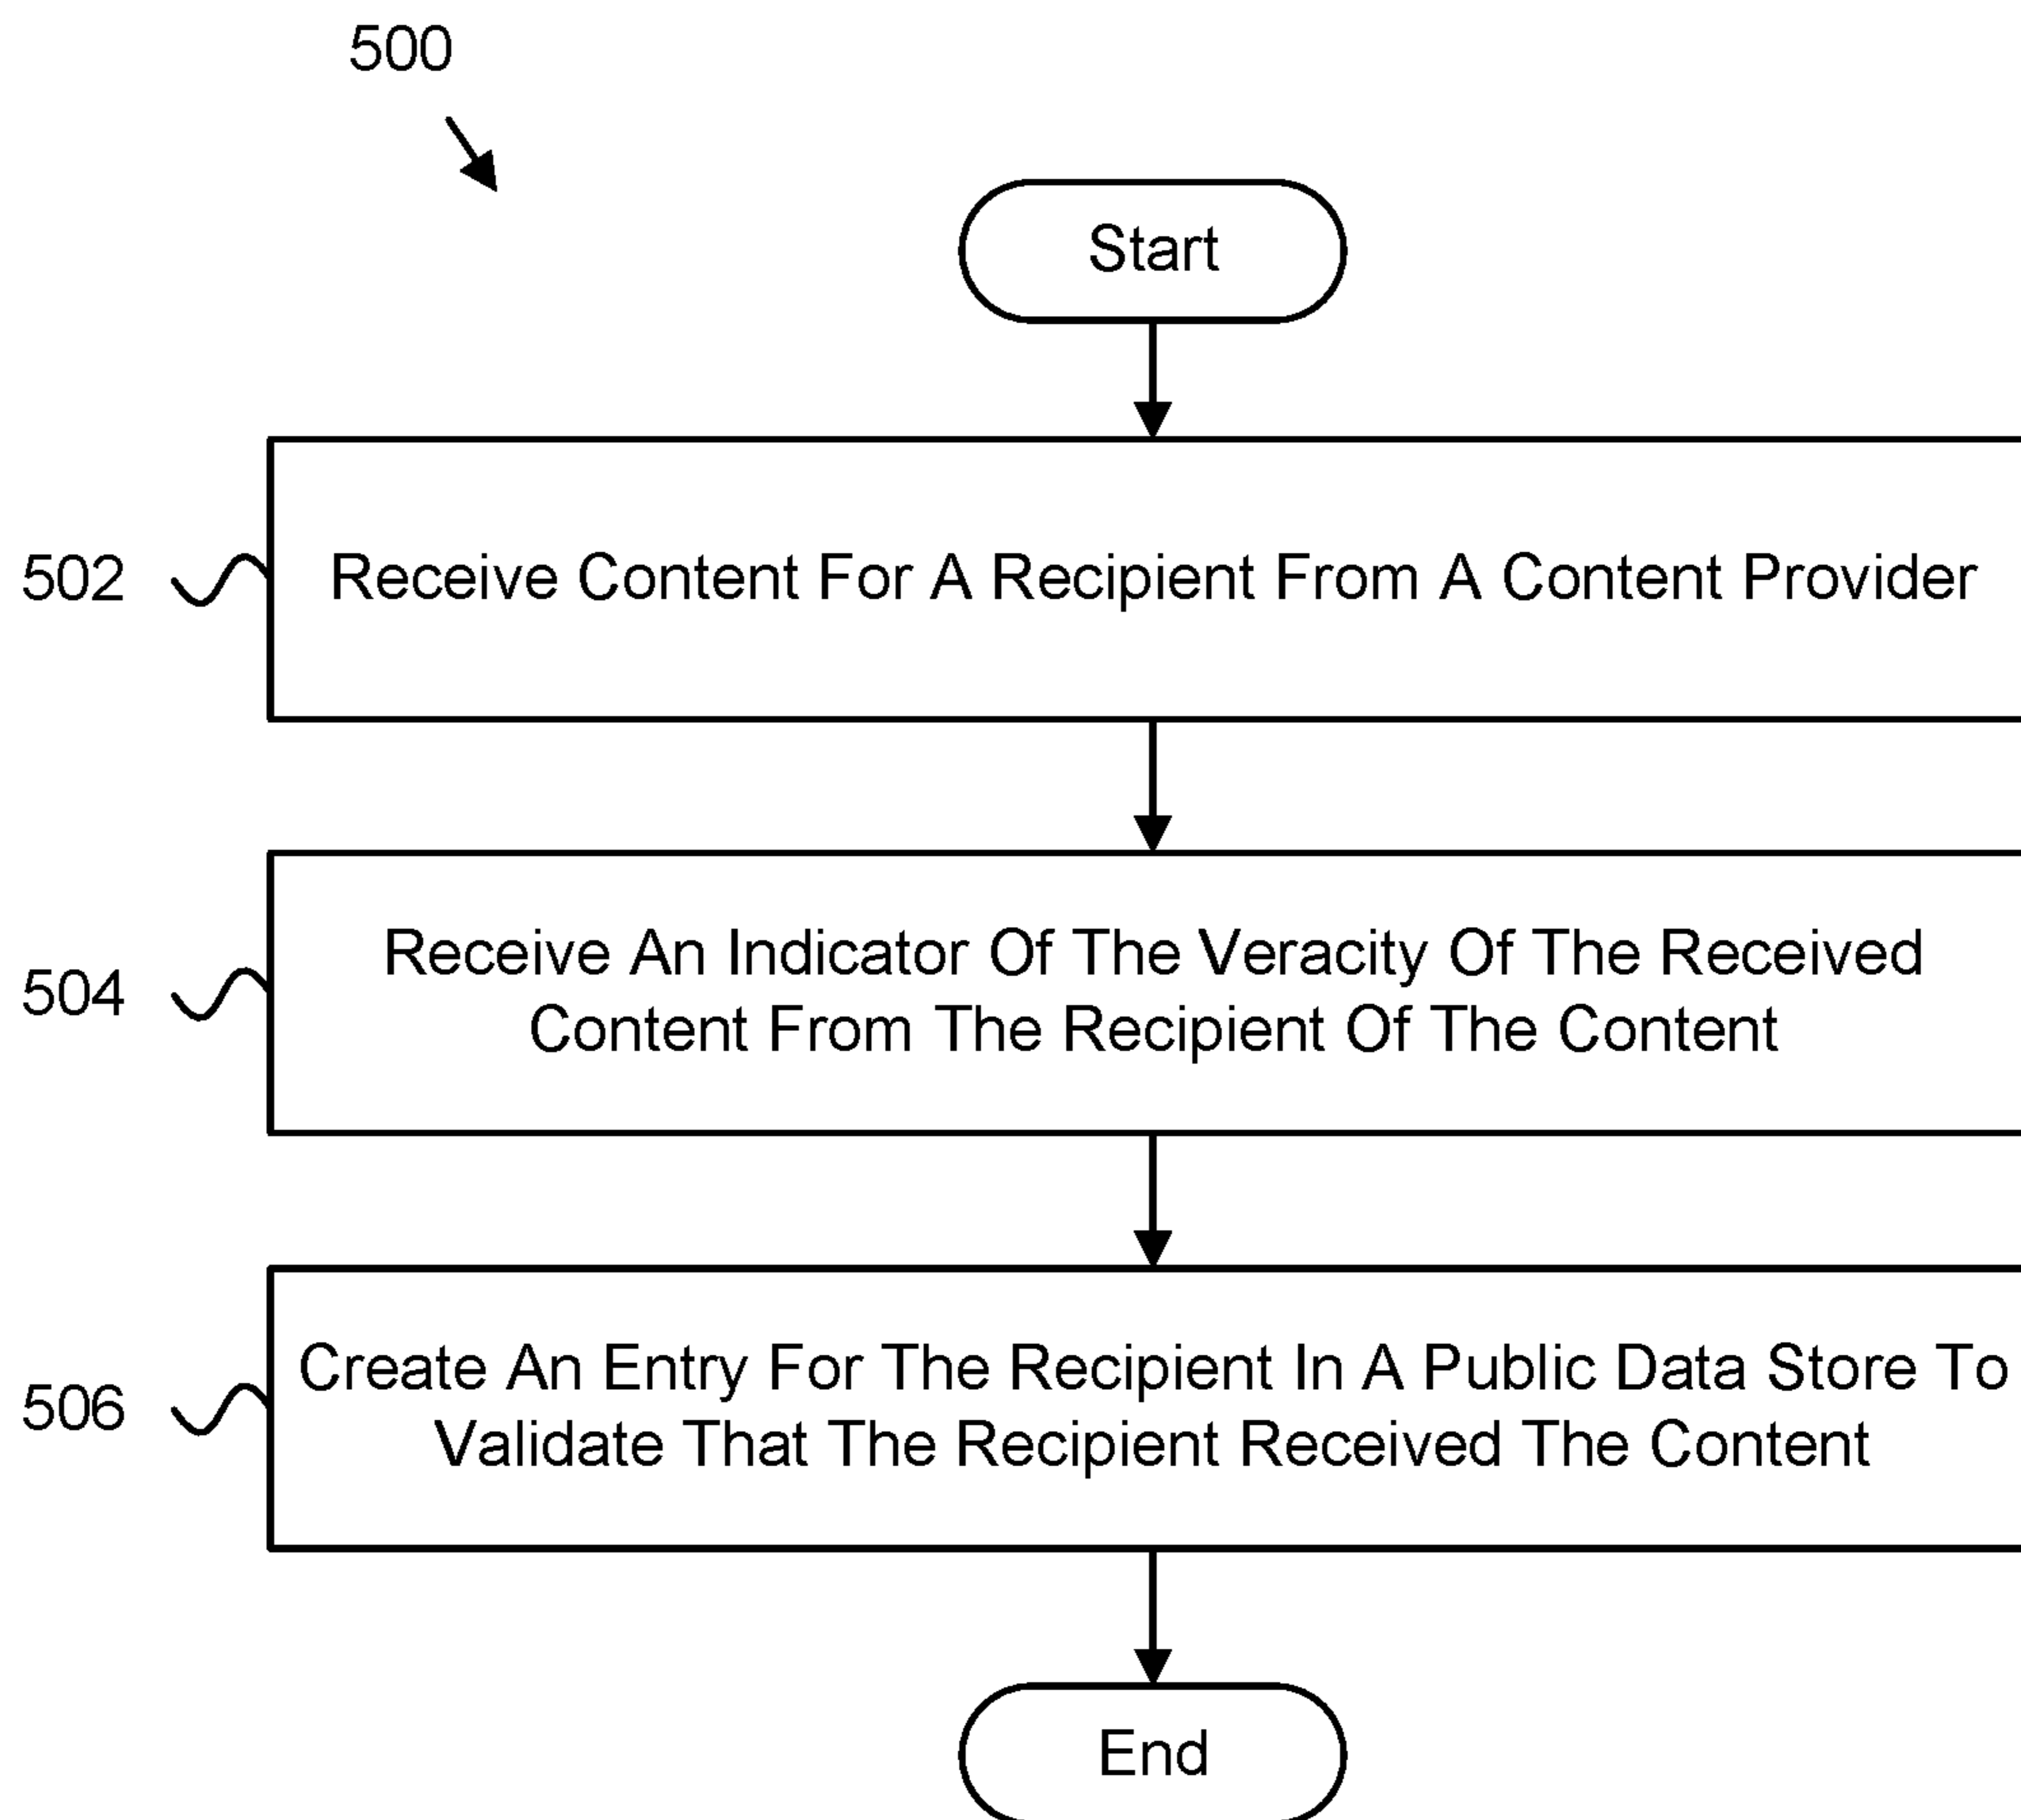 500
Start
502
Receive Content For A Recipient From A Content Provider
504
Receive An Indicator Of The Veracity Of The Received
Content From The Recipient Of The Content
506
Create An Entry For The Recipient In A Public Data Store To
Validate That The Recipient Received The Content
End